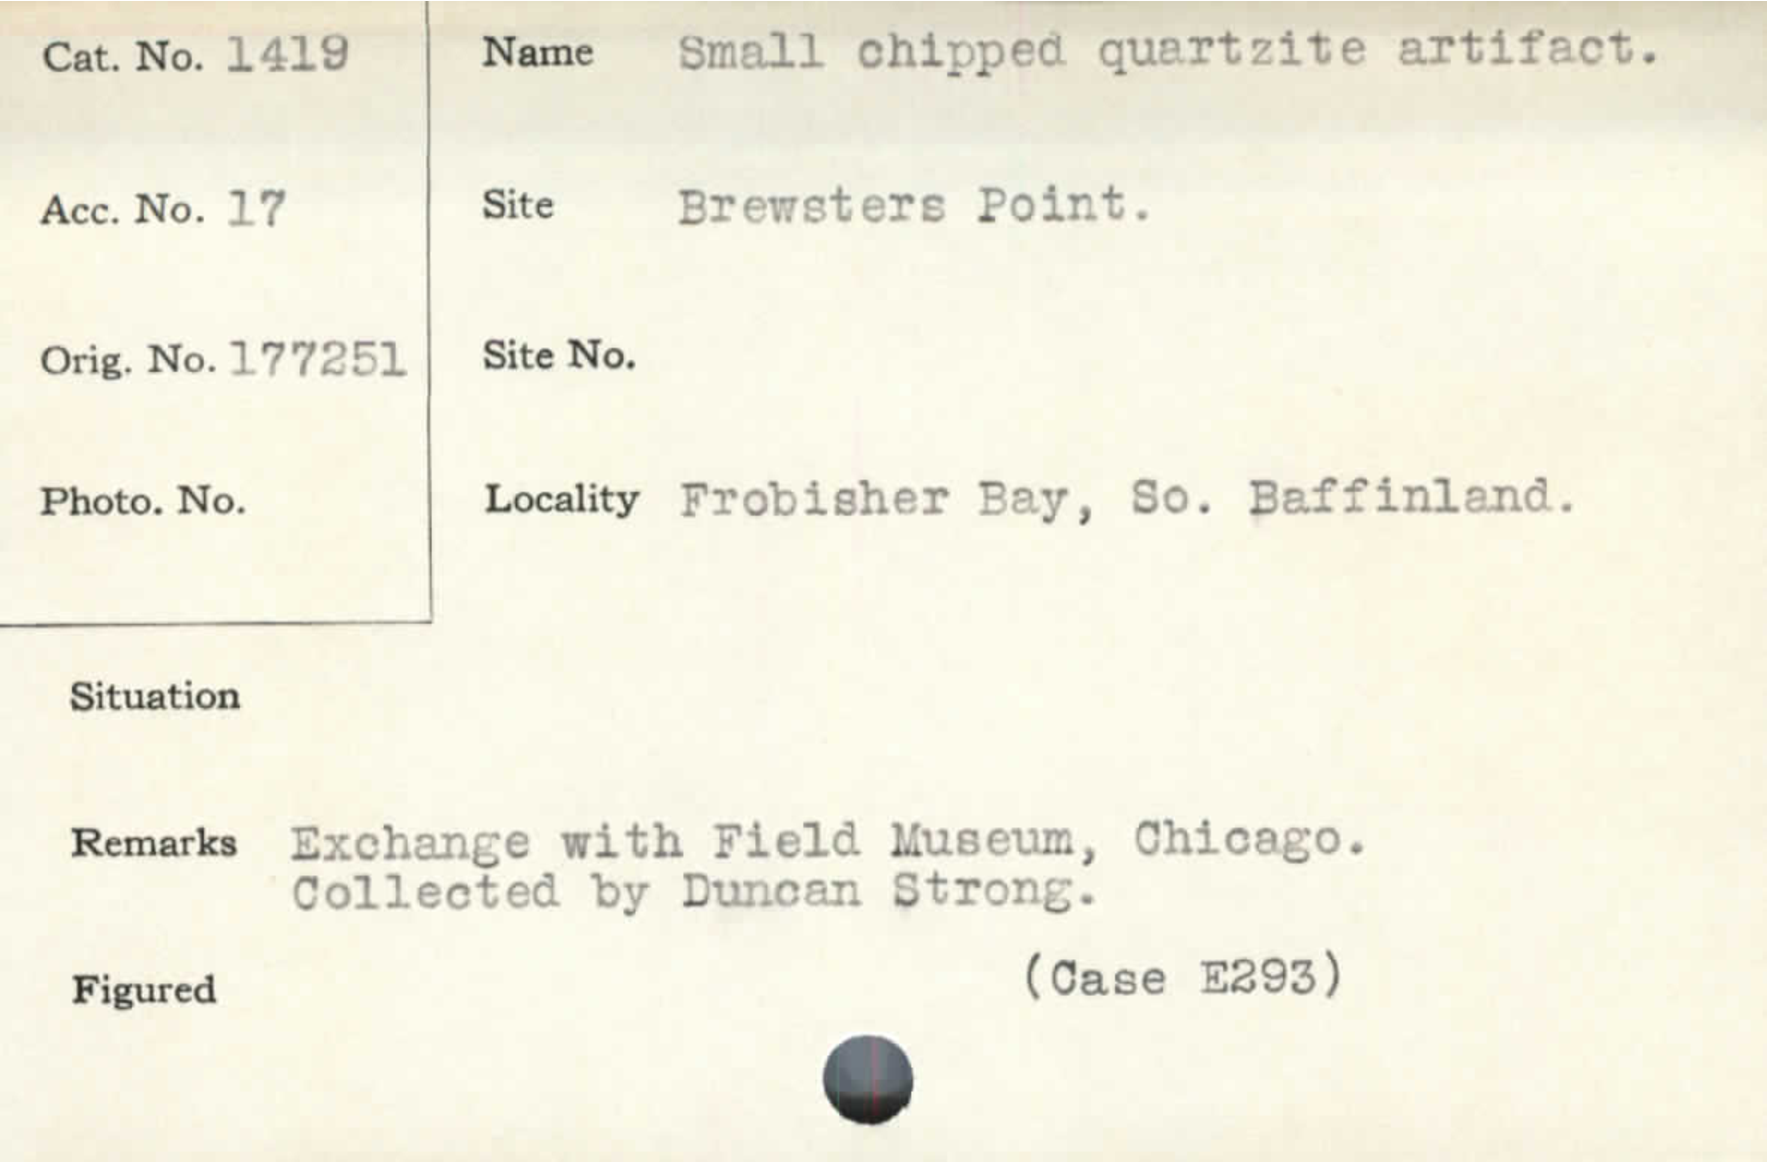 Cat. No. 1419
Name Small chipped quartzite artifact.
Acc. No. 17
Site Brewsters Point.
Orig. No. 177251
Site No.
Photo. No.
Locality Frobisher Bay, So. Baffinland.
Situation
Remarks Exchange with Field Museum, Chicago.
Collected by Duncan Strong.
(Case E293)
Figured